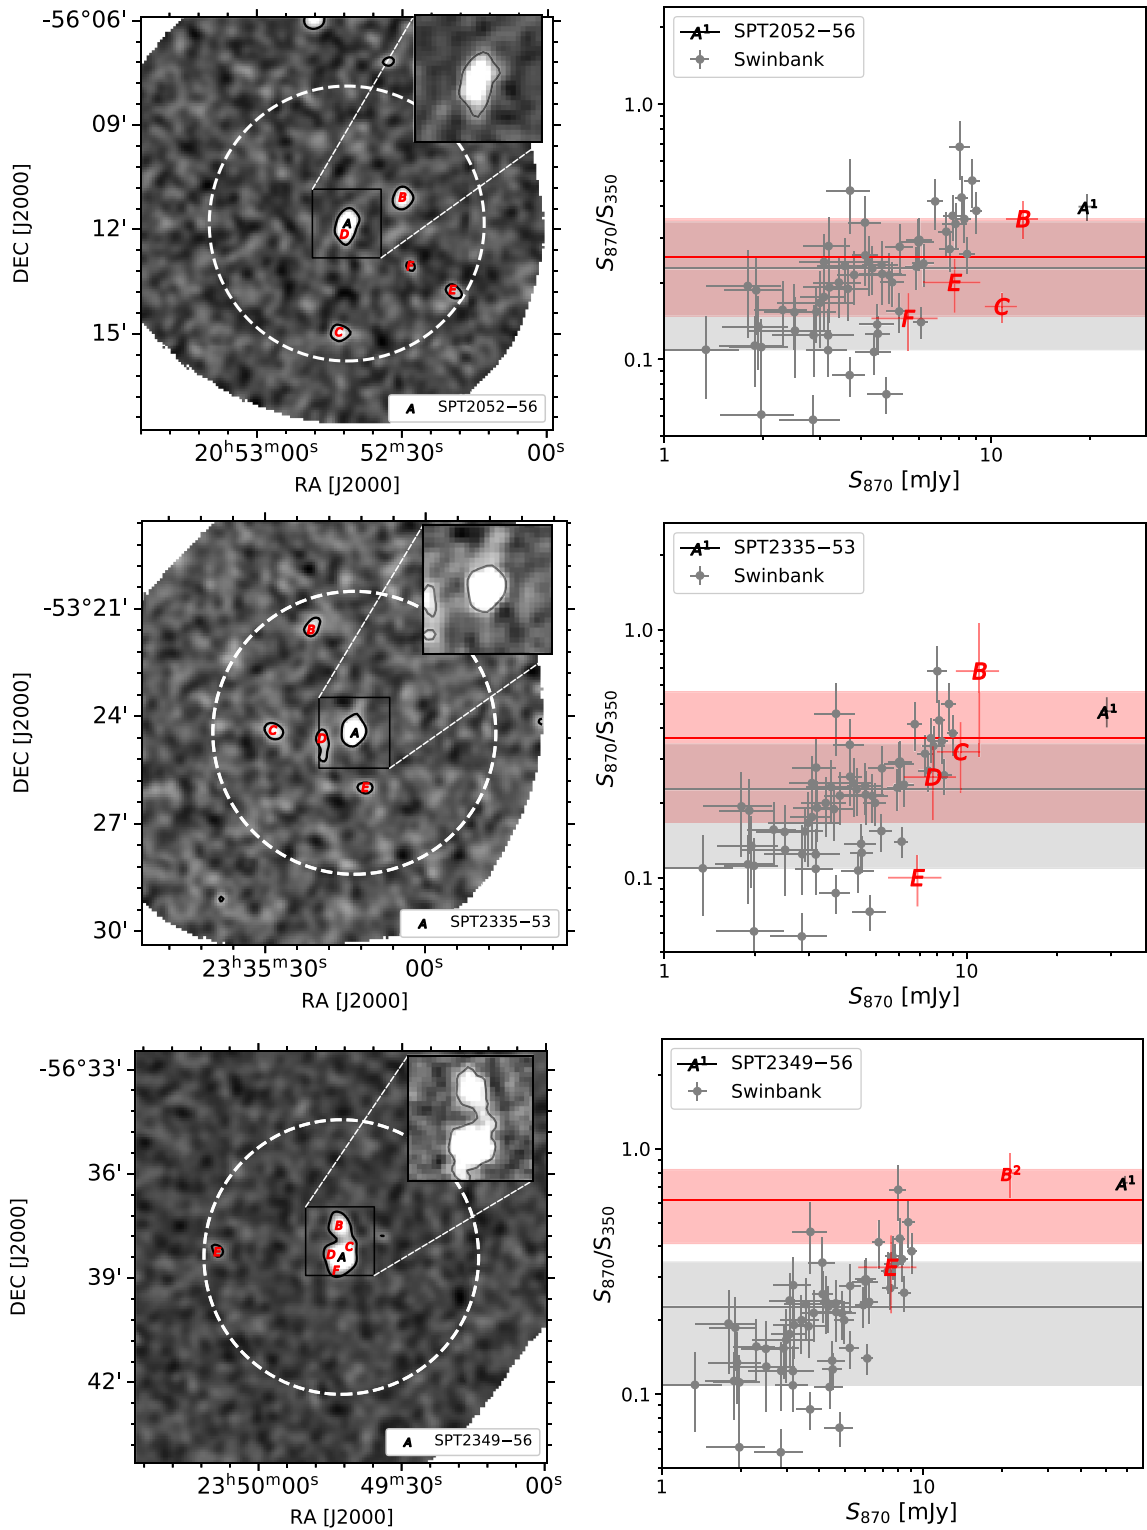 -56°06'
09'
12'
15'
DEC [J2000]
A
D
B
F
E
C
A SPT2052−56
20ʰ53ᵐ00ˢ 52ᵐ30ˢ 00ˢ
RA [J2000]
A¹ SPT2052−56
Swinbank
1.0
0.1
S₈₇₀/S₃₅₀
B
A¹
E
C
F
1 10
S₈₇₀ [mJy]
-53°21'
24'
27'
30'
DEC [J2000]
B
C
D
A
E
A SPT2335−53
23ʰ35ᵐ30ˢ 00ˢ
RA [J2000]
A¹ SPT2335−53
Swinbank
1.0
0.1
S₈₇₀/S₃₅₀
B
A¹
C
D
E
1 10
S₈₇₀ [mJy]
-56°33'
36'
39'
42'
DEC [J2000]
B
C
D
A
F
E
A SPT2349−56
23ʰ50ᵐ00ˢ 49ᵐ30ˢ 00ˢ
RA [J2000]
A¹ SPT2349−56
Swinbank
1.0
0.1
S₈₇₀/S₃₅₀
B²
A¹
E
1 10
S₈₇₀ [mJy]